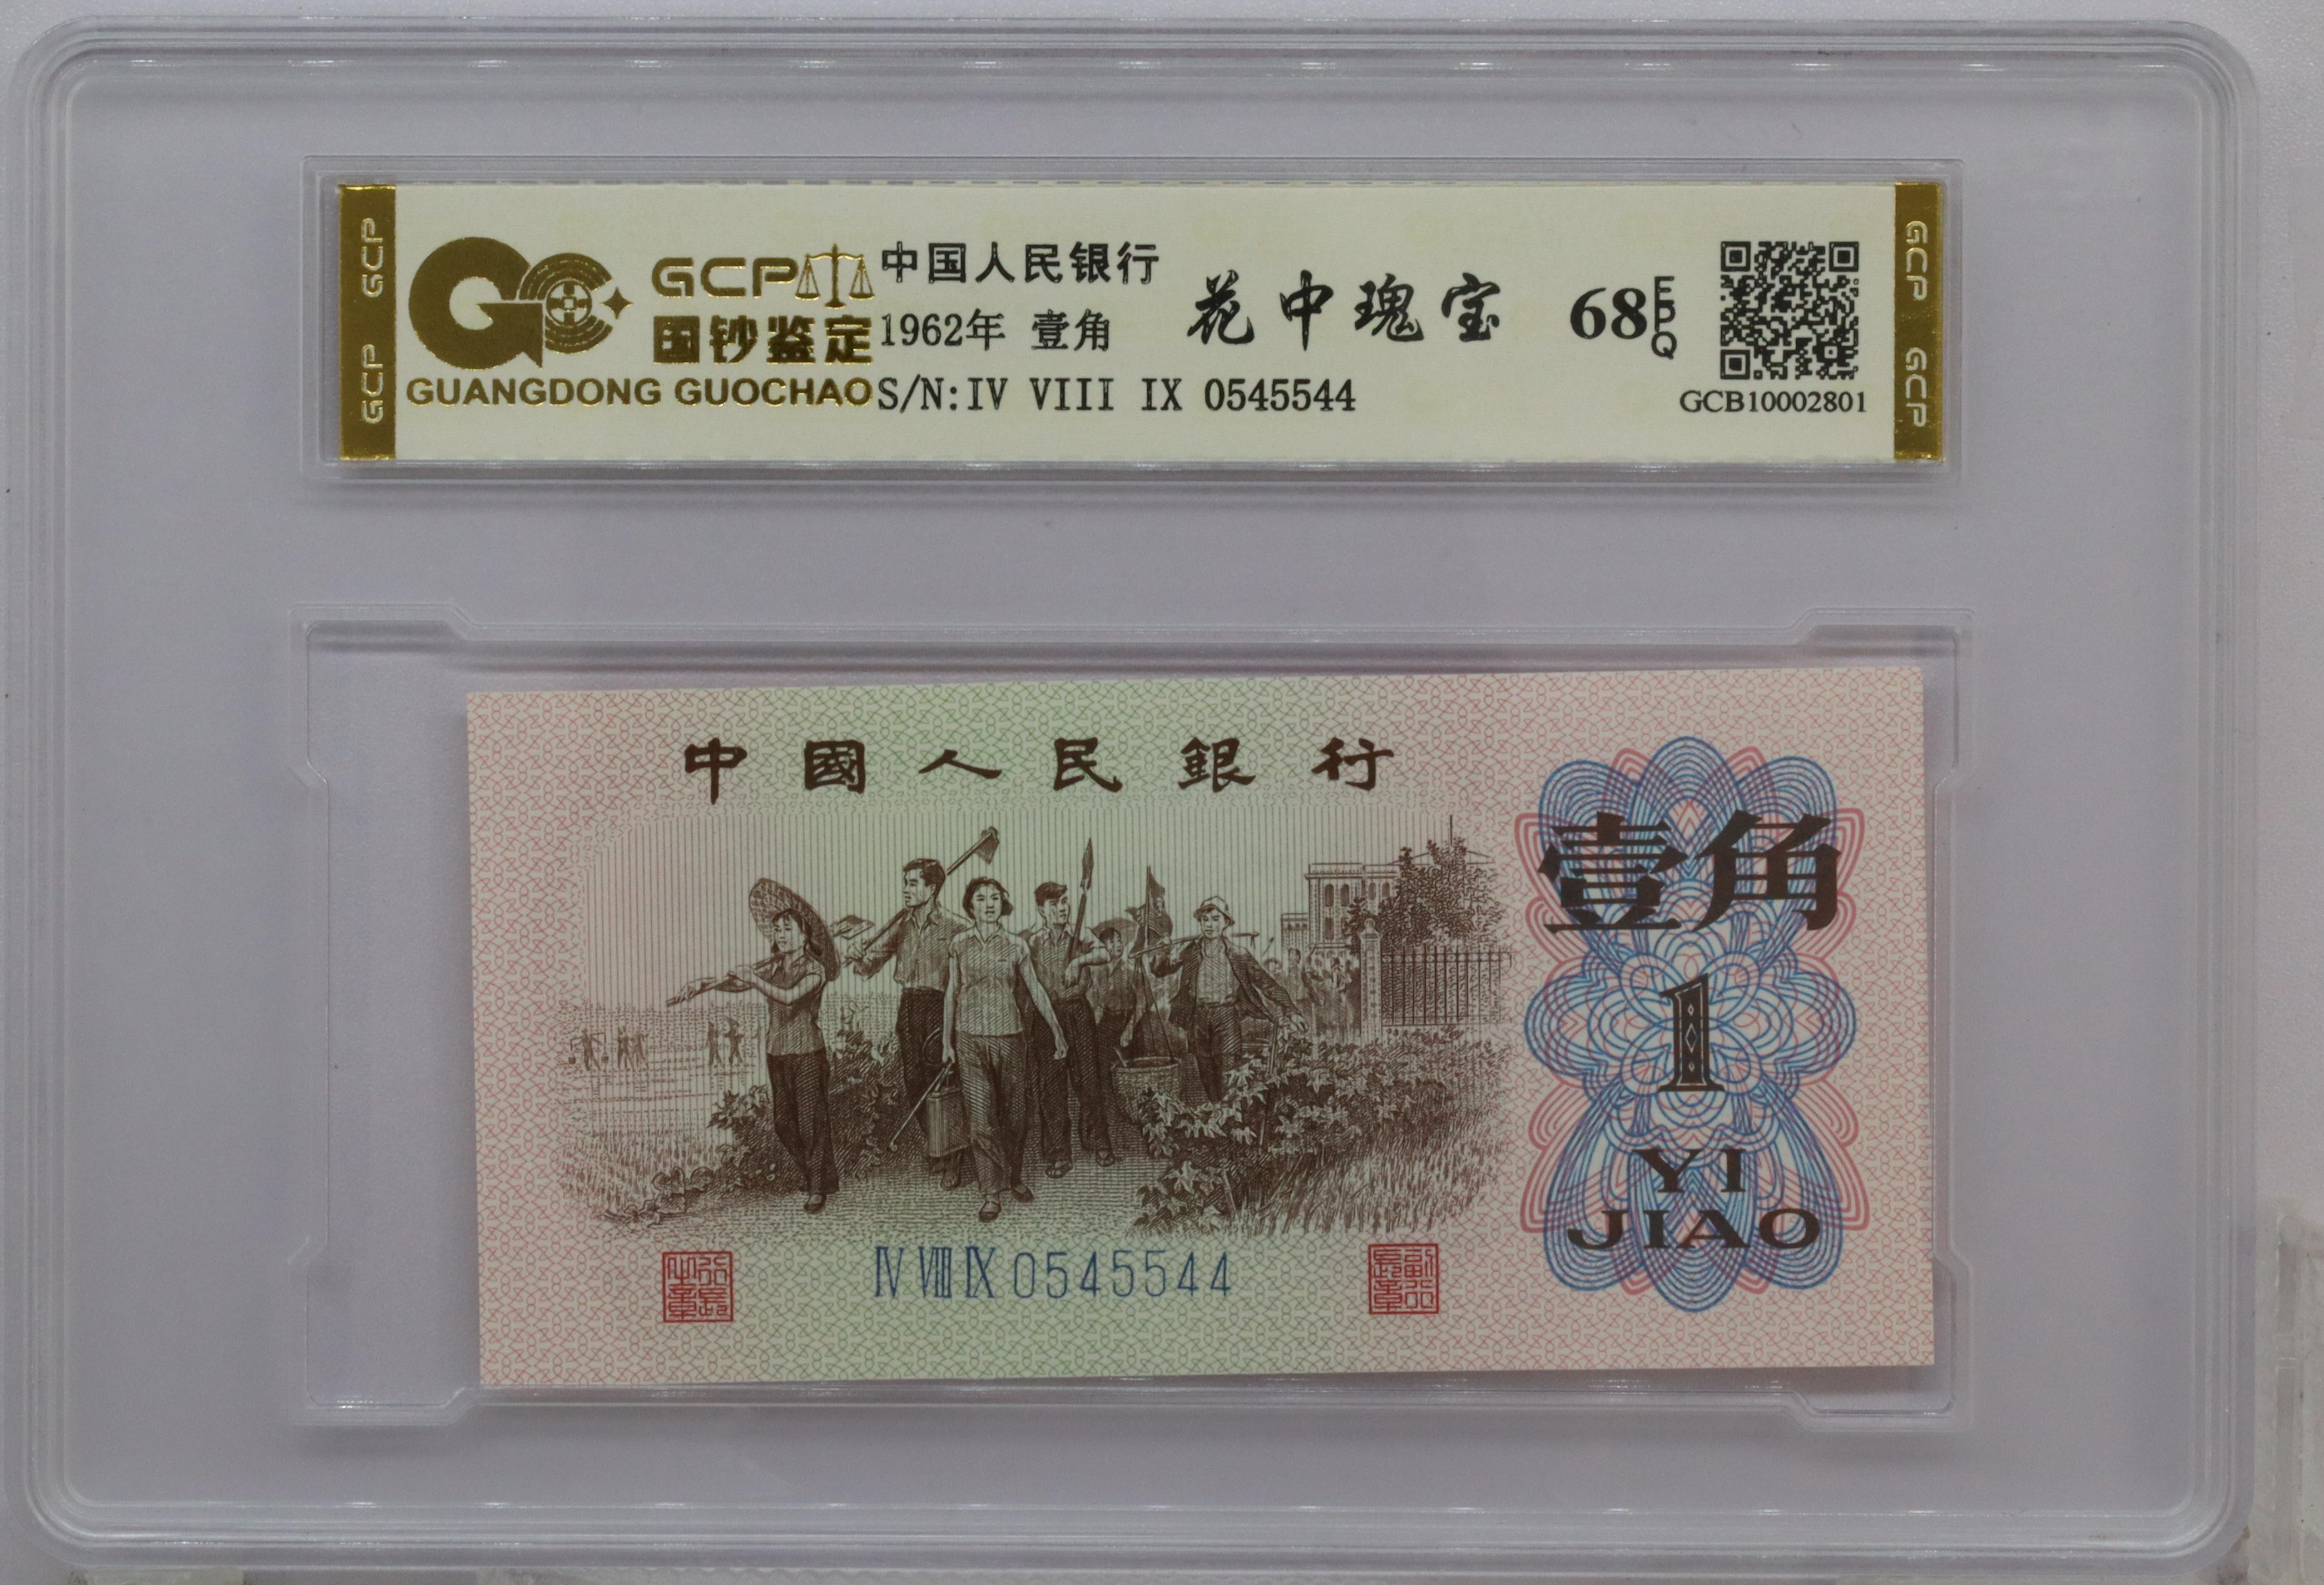 GCP
GCP
GCP
国钞鉴定
GUANGDONG GUOCHAO
中国人民银行
1962年 壹角
S/N:IV VIII IX 0545544
花中瑰宝
68 EPQ
GCB10002801
GCP
GCP
中國人民銀行
壹角
1
YI
JIAO
IV VIII IX 0545544